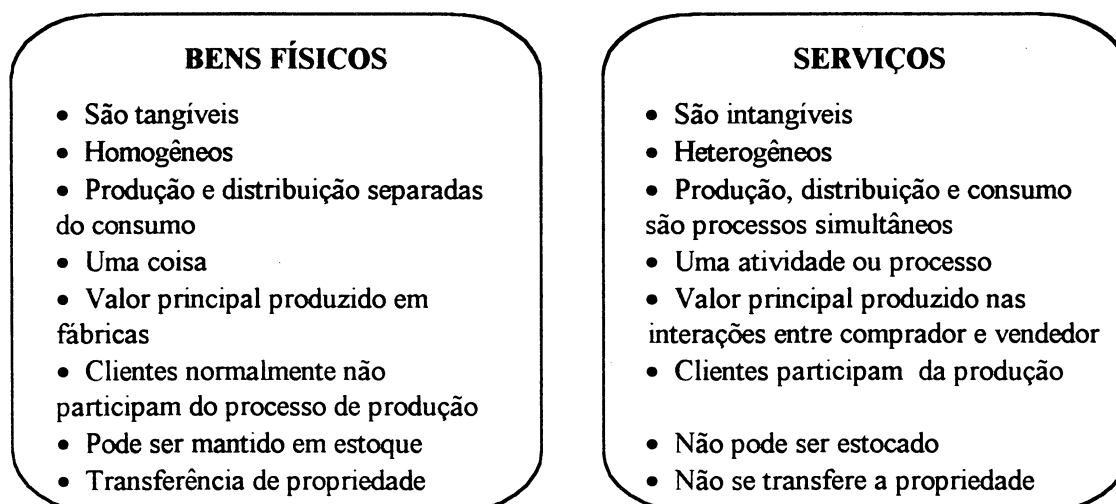 BENS FÍSICOS
• São tangíveis
• Homogêneos
• Produção e distribuição separadas
do consumo
• Uma coisa
• Valor principal produzido em
fábricas
• Clientes normalmente não
participam do processo de produção
• Pode ser mantido em estoque
• Transferência de propriedade
SERVIÇOS
• São intangíveis
• Heterogêneos
• Produção, distribuição e consumo
são processos simultâneos
• Uma atividade ou processo
• Valor principal produzido nas
interações entre comprador e vendedor
• Clientes participam da produção
• Não pode ser estocado
• Não se transfere a propriedade